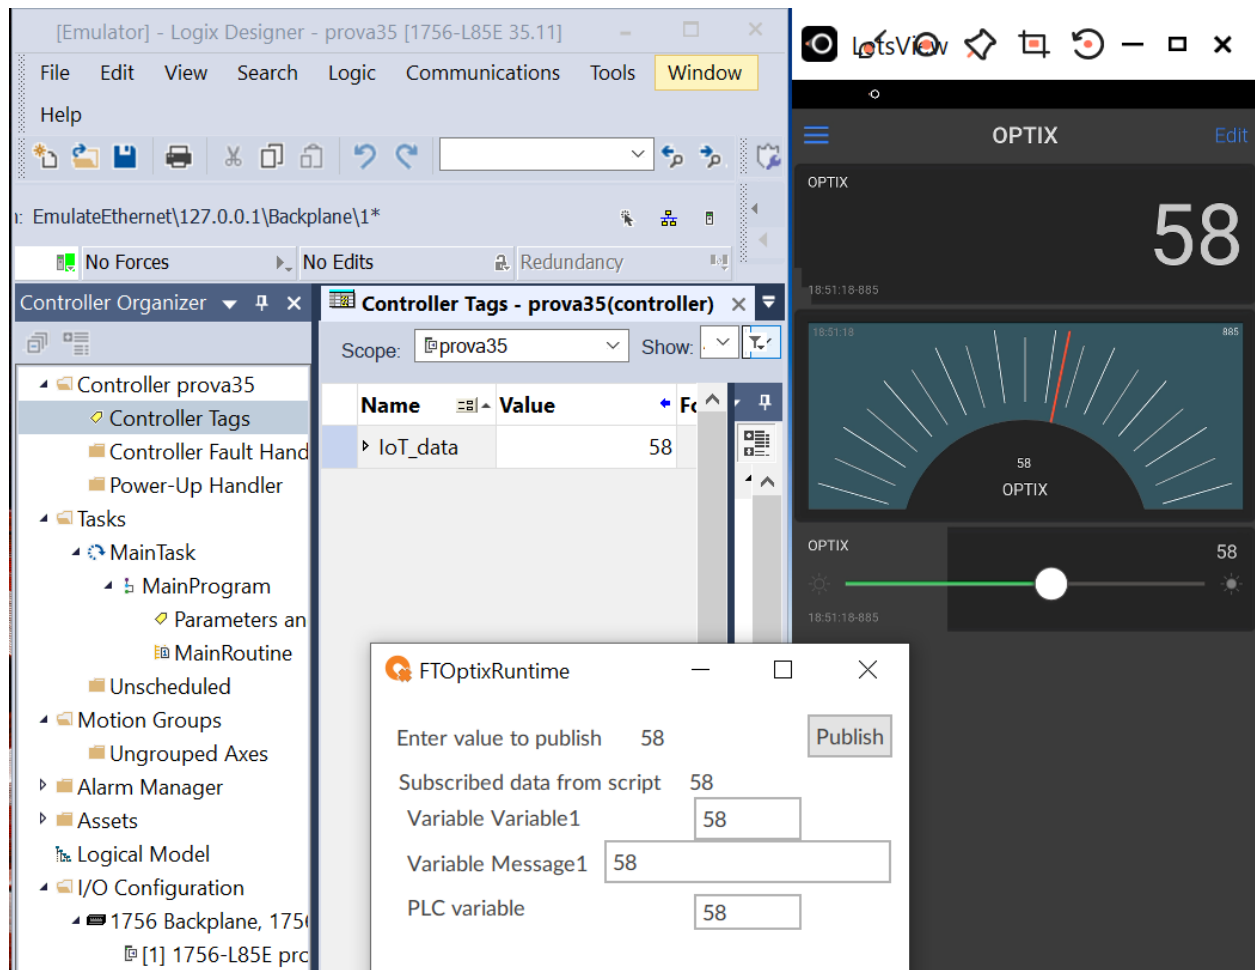 [Emulator] - Logix Designer - prova35 [1756-L85E 35.11]
File Edit View Search Logic Communications Tools Window
Help
: EmulateEthernet\127.0.0.1\Backplane\1*
No Forces No Edits Redundancy
Controller Organizer
Controller Tags - prova35(controller)
Scope: prova35 Show:
Name Value
IoT_data 58
Controller prova35
Controller Tags
Controller Fault Hand
Power-Up Handler
Tasks
MainTask
MainProgram
Parameters an
MainRoutine
Unscheduled
Motion Groups
Ungrouped Axes
Alarm Manager
Assets
Logical Model
I/O Configuration
1756 Backplane, 1756
[1] 1756-L85E pro
FTOptixRuntime
Enter value to publish 58 Publish
Subscribed data from script 58
Variable Variable1 58
Variable Message1 58
PLC variable 58
LetsView
OPTIX Edit
OPTIX
58
18:51:18-885
18:51:18 885
58
OPTIX
OPTIX 58
18:51:18-885